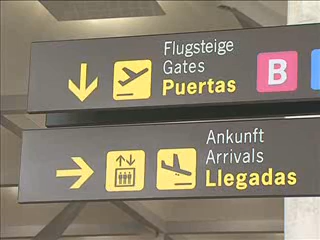 Flugsteige
Gates
Puertas
B
Ankunft
Arrivals
Llegadas